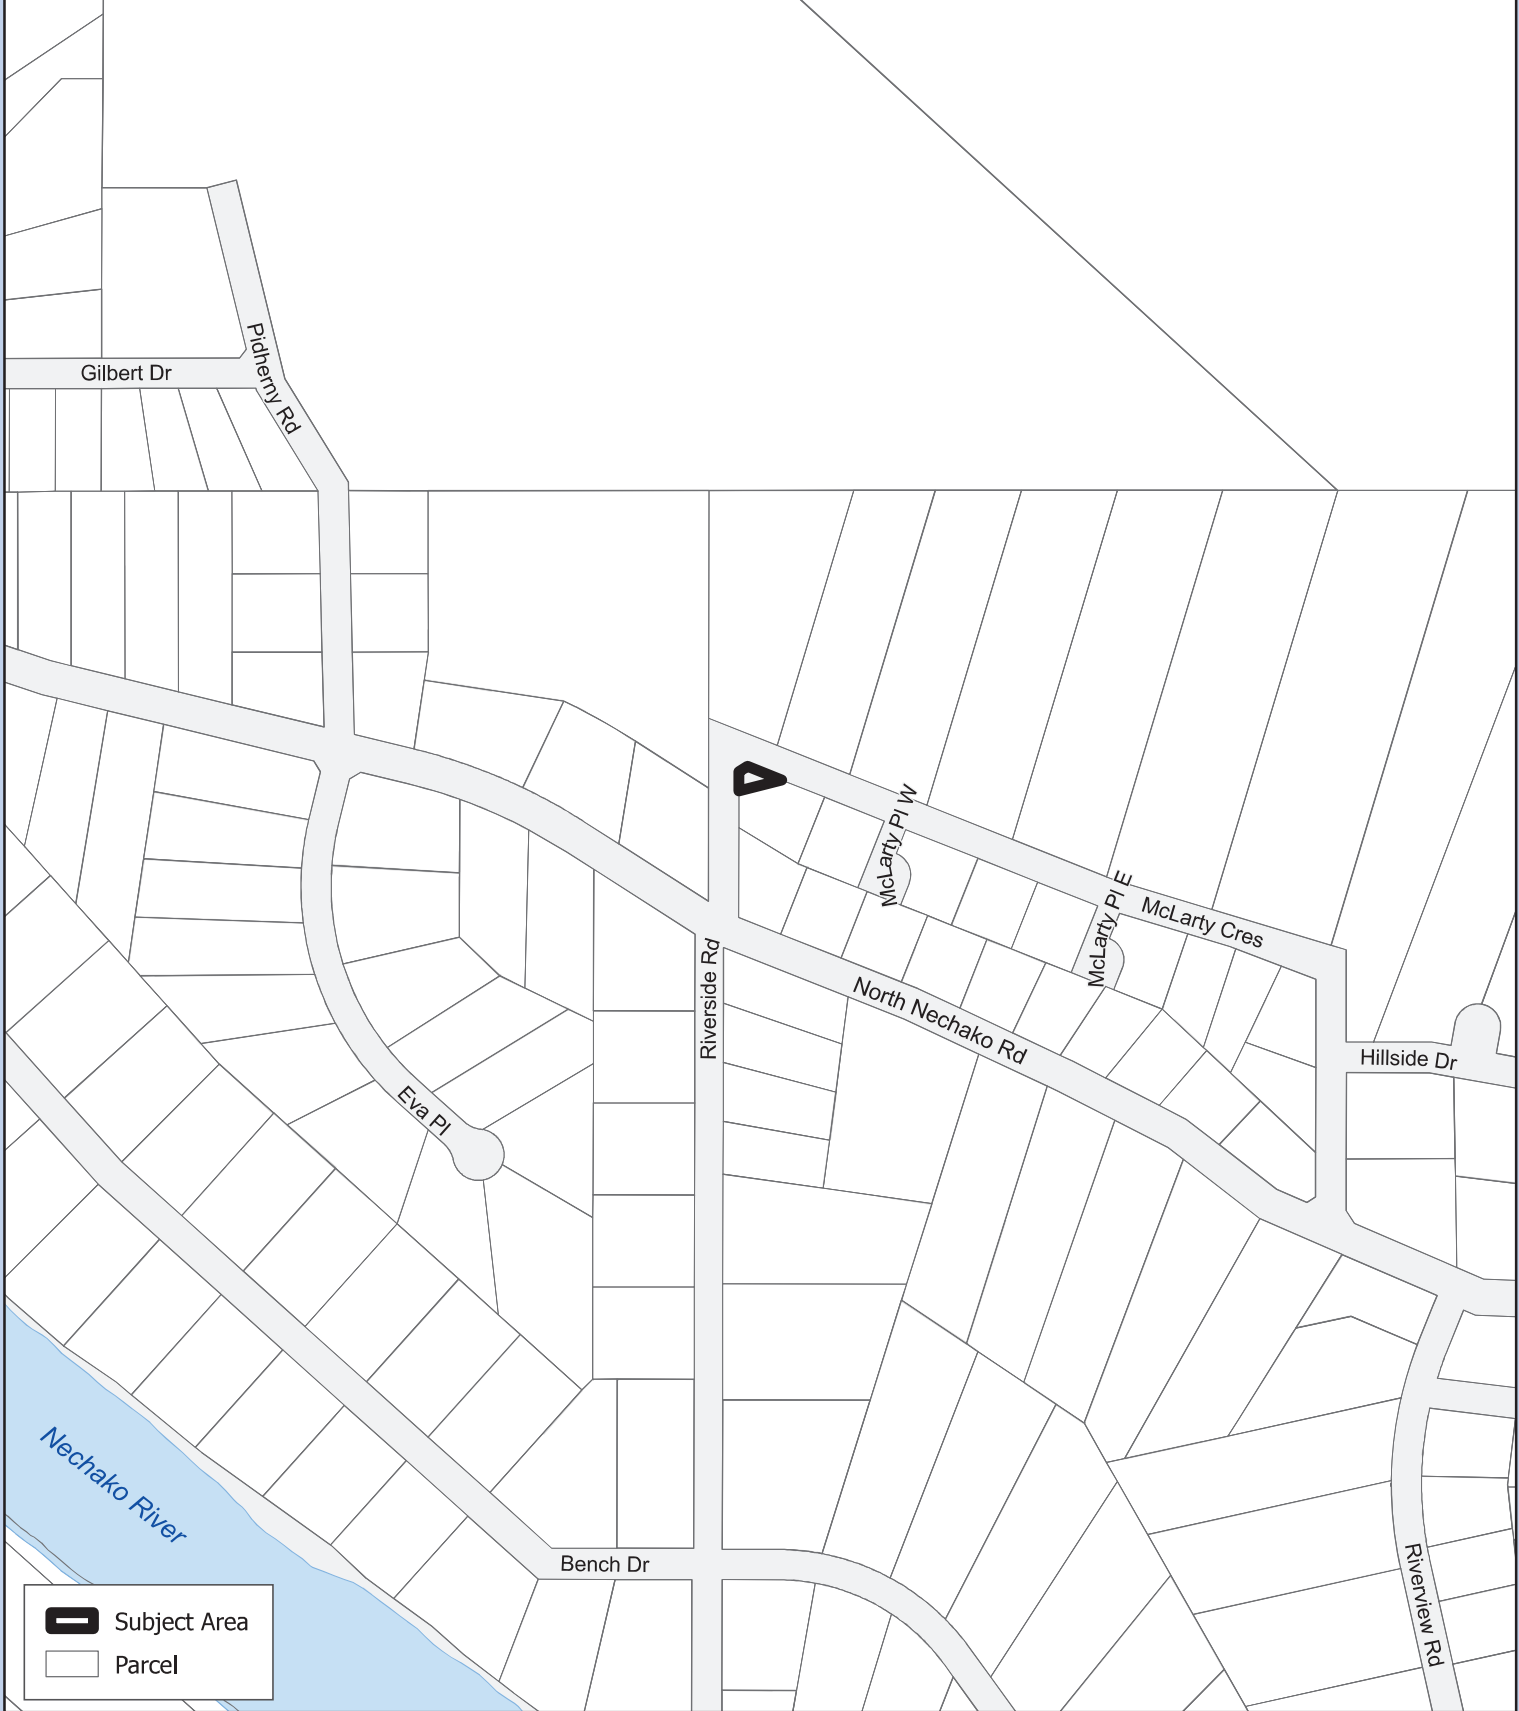 Pidherny Rd
Gilbert Dr
McLarty Pl W
McLarty Pl E
McLarty Cres
Riverside Rd
North Nechako Rd
Hillside Dr
Eva Pl
Nechako River
Bench Dr
Riverview Rd
Subject Area
Parcel